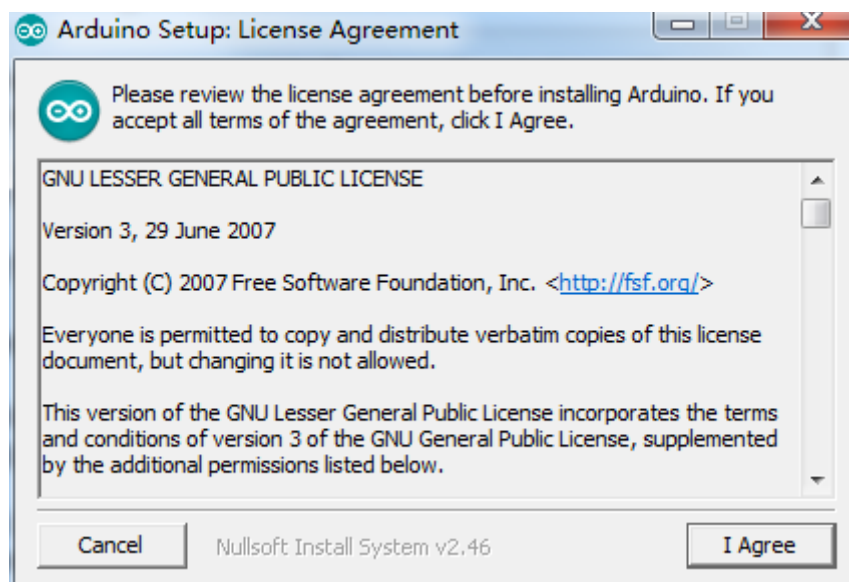 Arduino Setup: License Agreement
Please review the license agreement before installing Arduino. If you
accept all terms of the agreement, click I Agree.
GNU LESSER GENERAL PUBLIC LICENSE
Version 3, 29 June 2007
Copyright (C) 2007 Free Software Foundation, Inc. <http://fsf.org/>
Everyone is permitted to copy and distribute verbatim copies of this license
document, but changing it is not allowed.
This version of the GNU Lesser General Public License incorporates the terms
and conditions of version 3 of the GNU General Public License, supplemented
by the additional permissions listed below.
Cancel
Nullsoft Install System v2.46
I Agree